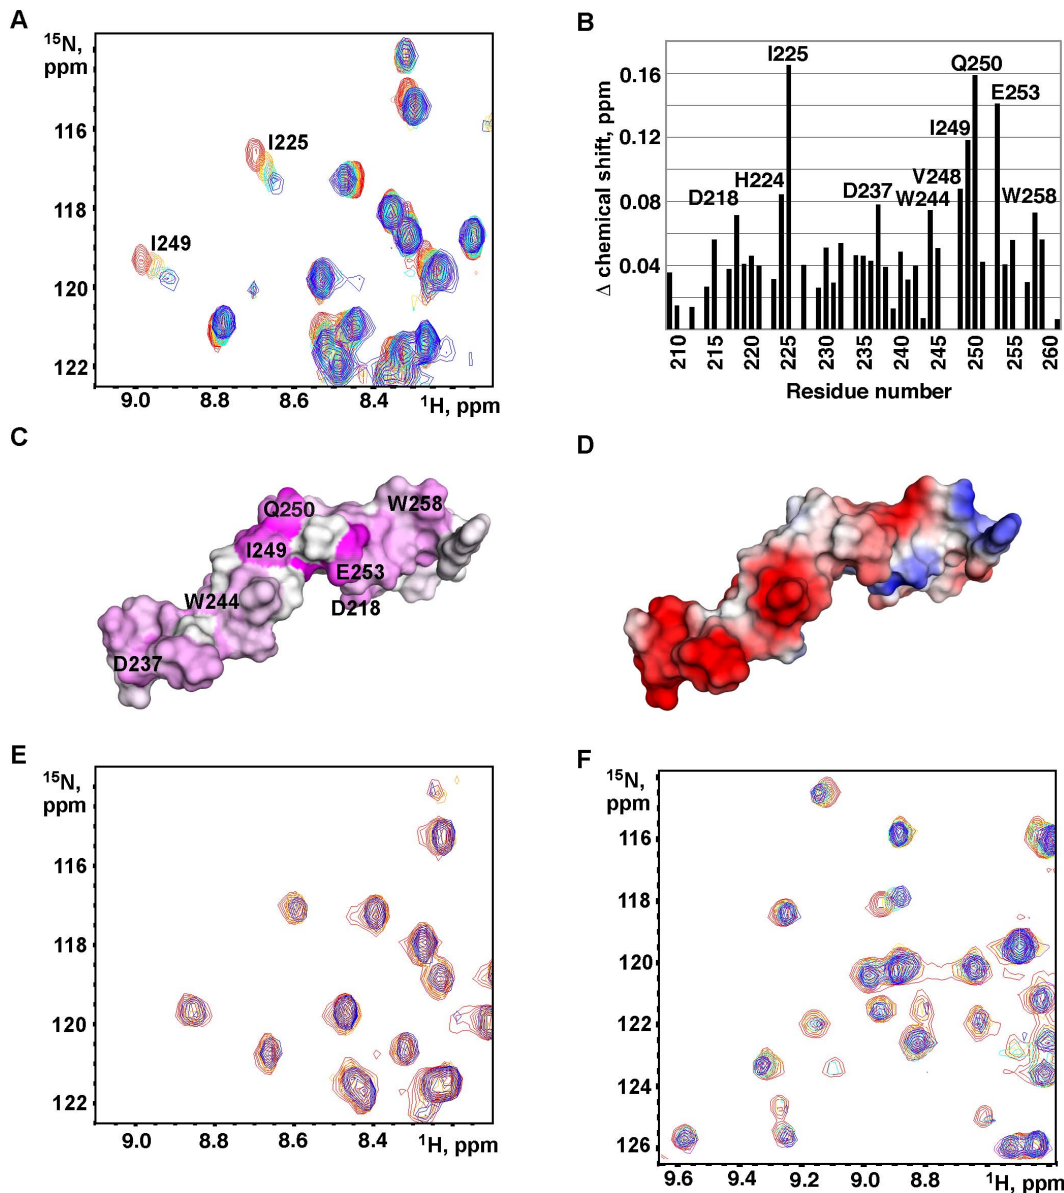 A
15N,
ppm
116
118
120
122
I225
I249
9.0 8.8 8.6 8.4 1H, ppm
B
Δ chemical shift, ppm
0.16
0.12
0.08
0.04
I225
Q250
E253
I249
V248
H224
D218
D237
W244
W258
210 215 220 225 230 235 240 245 250 255 260
Residue number
C
Q250
W258
I249
E253
W244
D218
D237
D
E
15N,
ppm
116
118
120
122
9.0 8.8 8.6 8.4 1H, ppm
F
15N,
ppm
116
118
120
122
124
126
9.6 9.4 9.2 9.0 8.8 1H, ppm